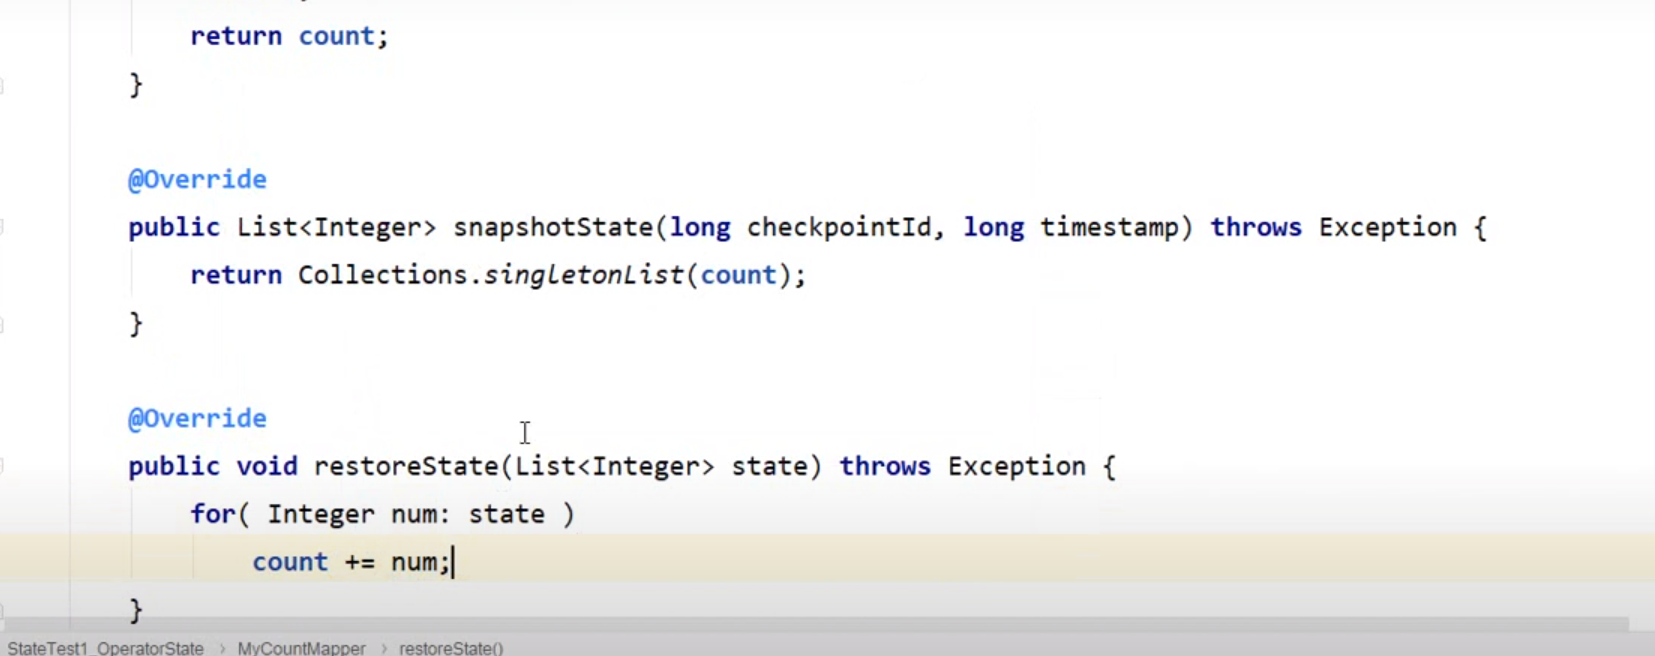 return count;
}
@Override
public List<Integer> snapshotState(long checkpointId, long timestamp) throws Exception {
return Collections.singletonList(count);
}
@Override
public void restoreState(List<Integer> state) throws Exception {
for( Integer num: state )
count += num;
}
StateTest1_OperatorState > MyCountMapper > restoreState()